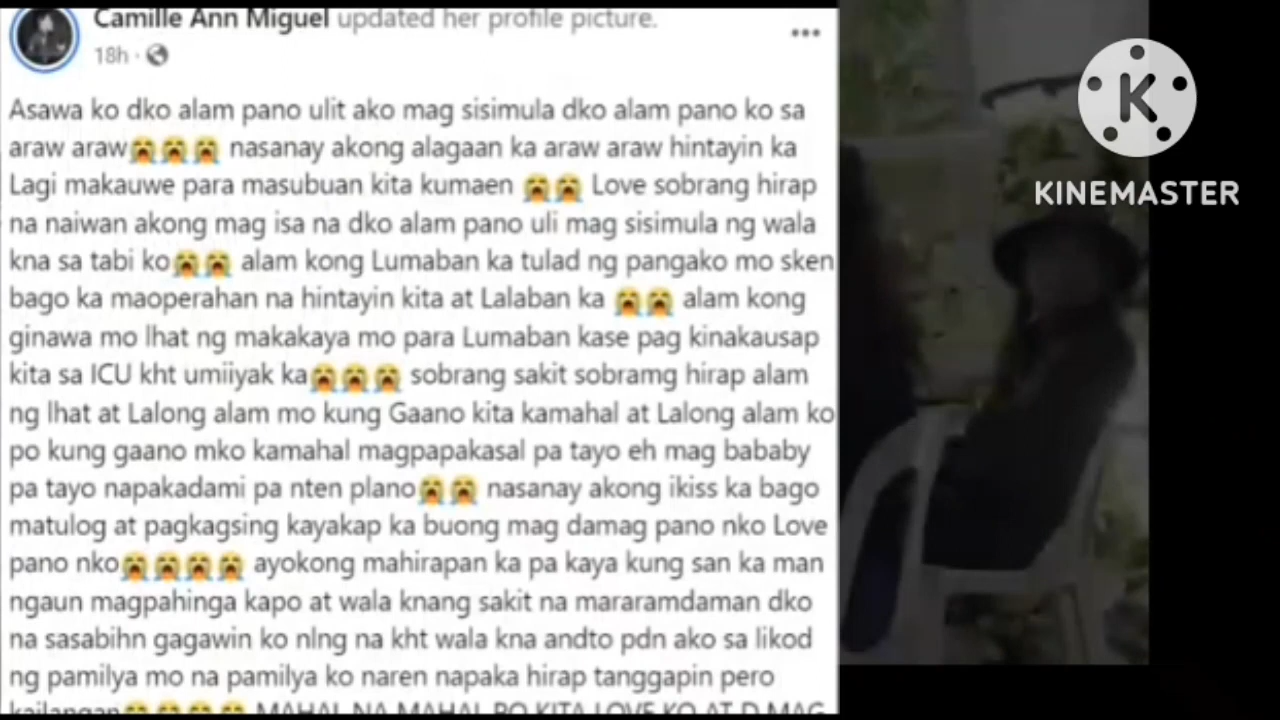 Camille Ann Miguel updated her profile picture.
18h ·
Asawa ko dko alam pano ulit ako mag sisimula dko alam pano ko sa
araw araw😭😭😭 nasanay akong alagaan ka araw araw hintayin ka
Lagi makauwe para masubuan kita kumaen 😭😭 Love sobrang hirap
na naiwan akong mag isa na dko alam pano uli mag sisimula ng wala
kna sa tabi ko😭😭 alam kong Lumaban ka tulad ng pangako mo sken
bago ka maoperahan na hintayin kita at Lalaban ka 😭😭 alam kong
ginawa mo lhat ng makakaya mo para Lumaban kase pag kinakausap
kita sa ICU kht umiiyak ka😭😭😭 sobrang sakit sobramg hirap alam
ng lhat at Lalong alam mo kung Gaano kita kamahal at Lalong alam ko
po kung gaano mko kamahal magpapakasal pa tayo eh mag bababy
pa tayo napakadami pa nten plano😭😭 nasanay akong ikiss ka bago
matulog at pagkagsing kayakap ka buong mag damag pano nko Love
pano nko😭😭😭😭 ayokong mahirapan ka pa kaya kung san ka man
ngaun magpahinga kapo at wala knang sakit na mararamdaman dko
na sasabihn gagawin ko nlng na kht wala kna andto pdn ako sa likod
ng pamilya mo na pamilya ko naren napaka hirap tanggapin pero
kailangan😭😭😭😭 MAHAL NA MAHAL PO KITA LOVE KO AT D MAG
K
KINEMASTER